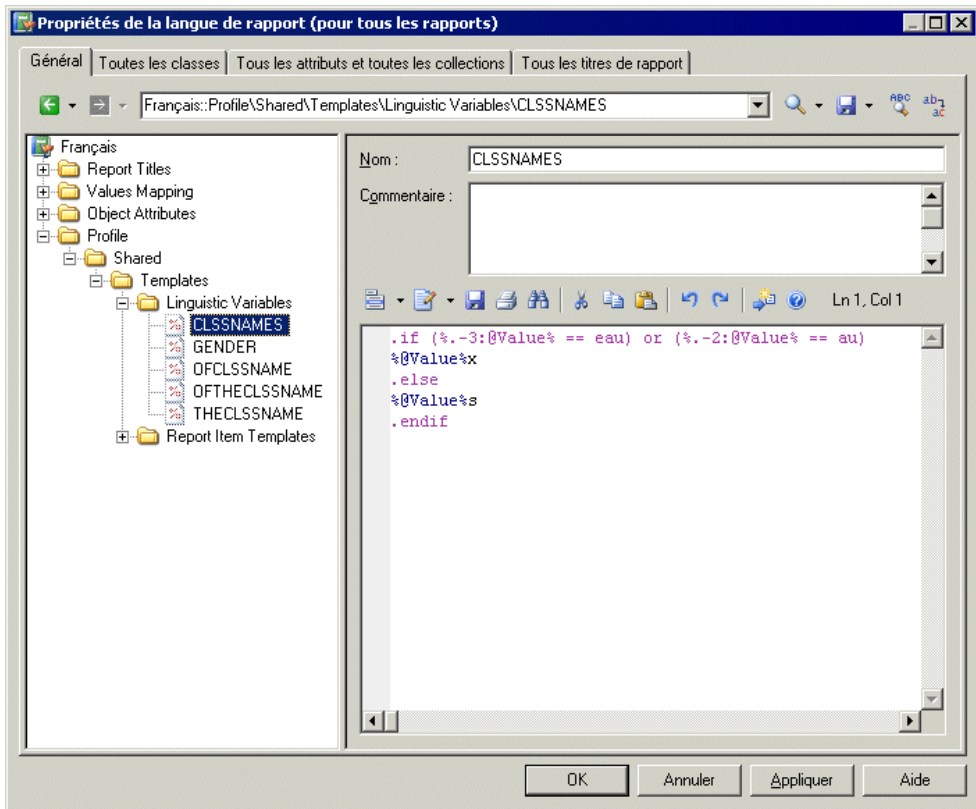 Propriétés de la langue de rapport (pour tous les rapports)
Général
Toutes les classes
Tous les attributs et toutes les collections
Tous les titres de rapport
Français::Profile\Shared\Templates\Linguistic Variables\CLSSNAMES
Français
Report Titles
Values Mapping
Object Attributes
Profile
Shared
Templates
Linguistic Variables
CLSSNAMES
GENDER
OFCLSSNAME
OFTHECLSSNAME
THECLSSNAME
Report Item Templates
Nom : CLSSNAMES
Commentaire :
Ln 1, Col 1
.if (%.-3:@Value% == eau) or (%.-2:@Value% == au)
%@Value%x
.else
%@Value%s
.endif
OK
Annuler
Appliquer
Aide